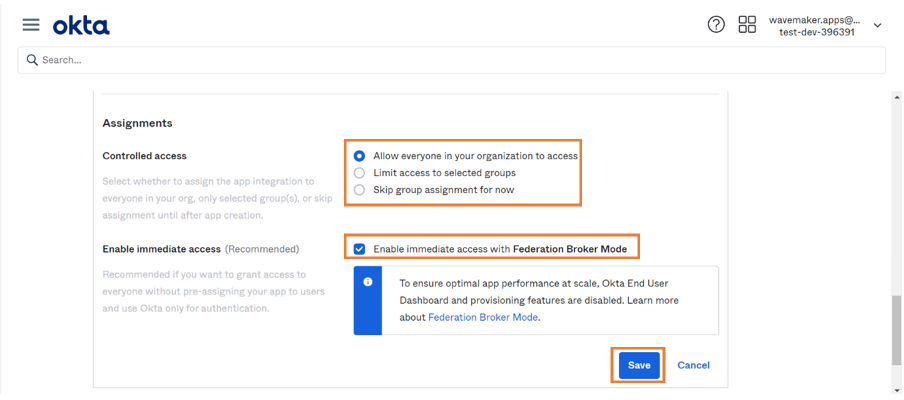 okta
wavemaker.apps@...
test-dev-396391
Search...
Assignments
Controlled access
Select whether to assign the app integration to
everyone in your org, only selected group(s), or skip
assignment until after app creation.
Allow everyone in your organization to access
Limit access to selected groups
Skip group assignment for now
Enable immediate access (Recommended)
Recommended if you want to grant access to
everyone without pre-assigning your app to users
and use Okta only for authentication.
Enable immediate access with Federation Broker Mode
To ensure optimal app performance at scale, Okta End User
Dashboard and provisioning features are disabled. Learn more
about Federation Broker Mode.
Save
Cancel